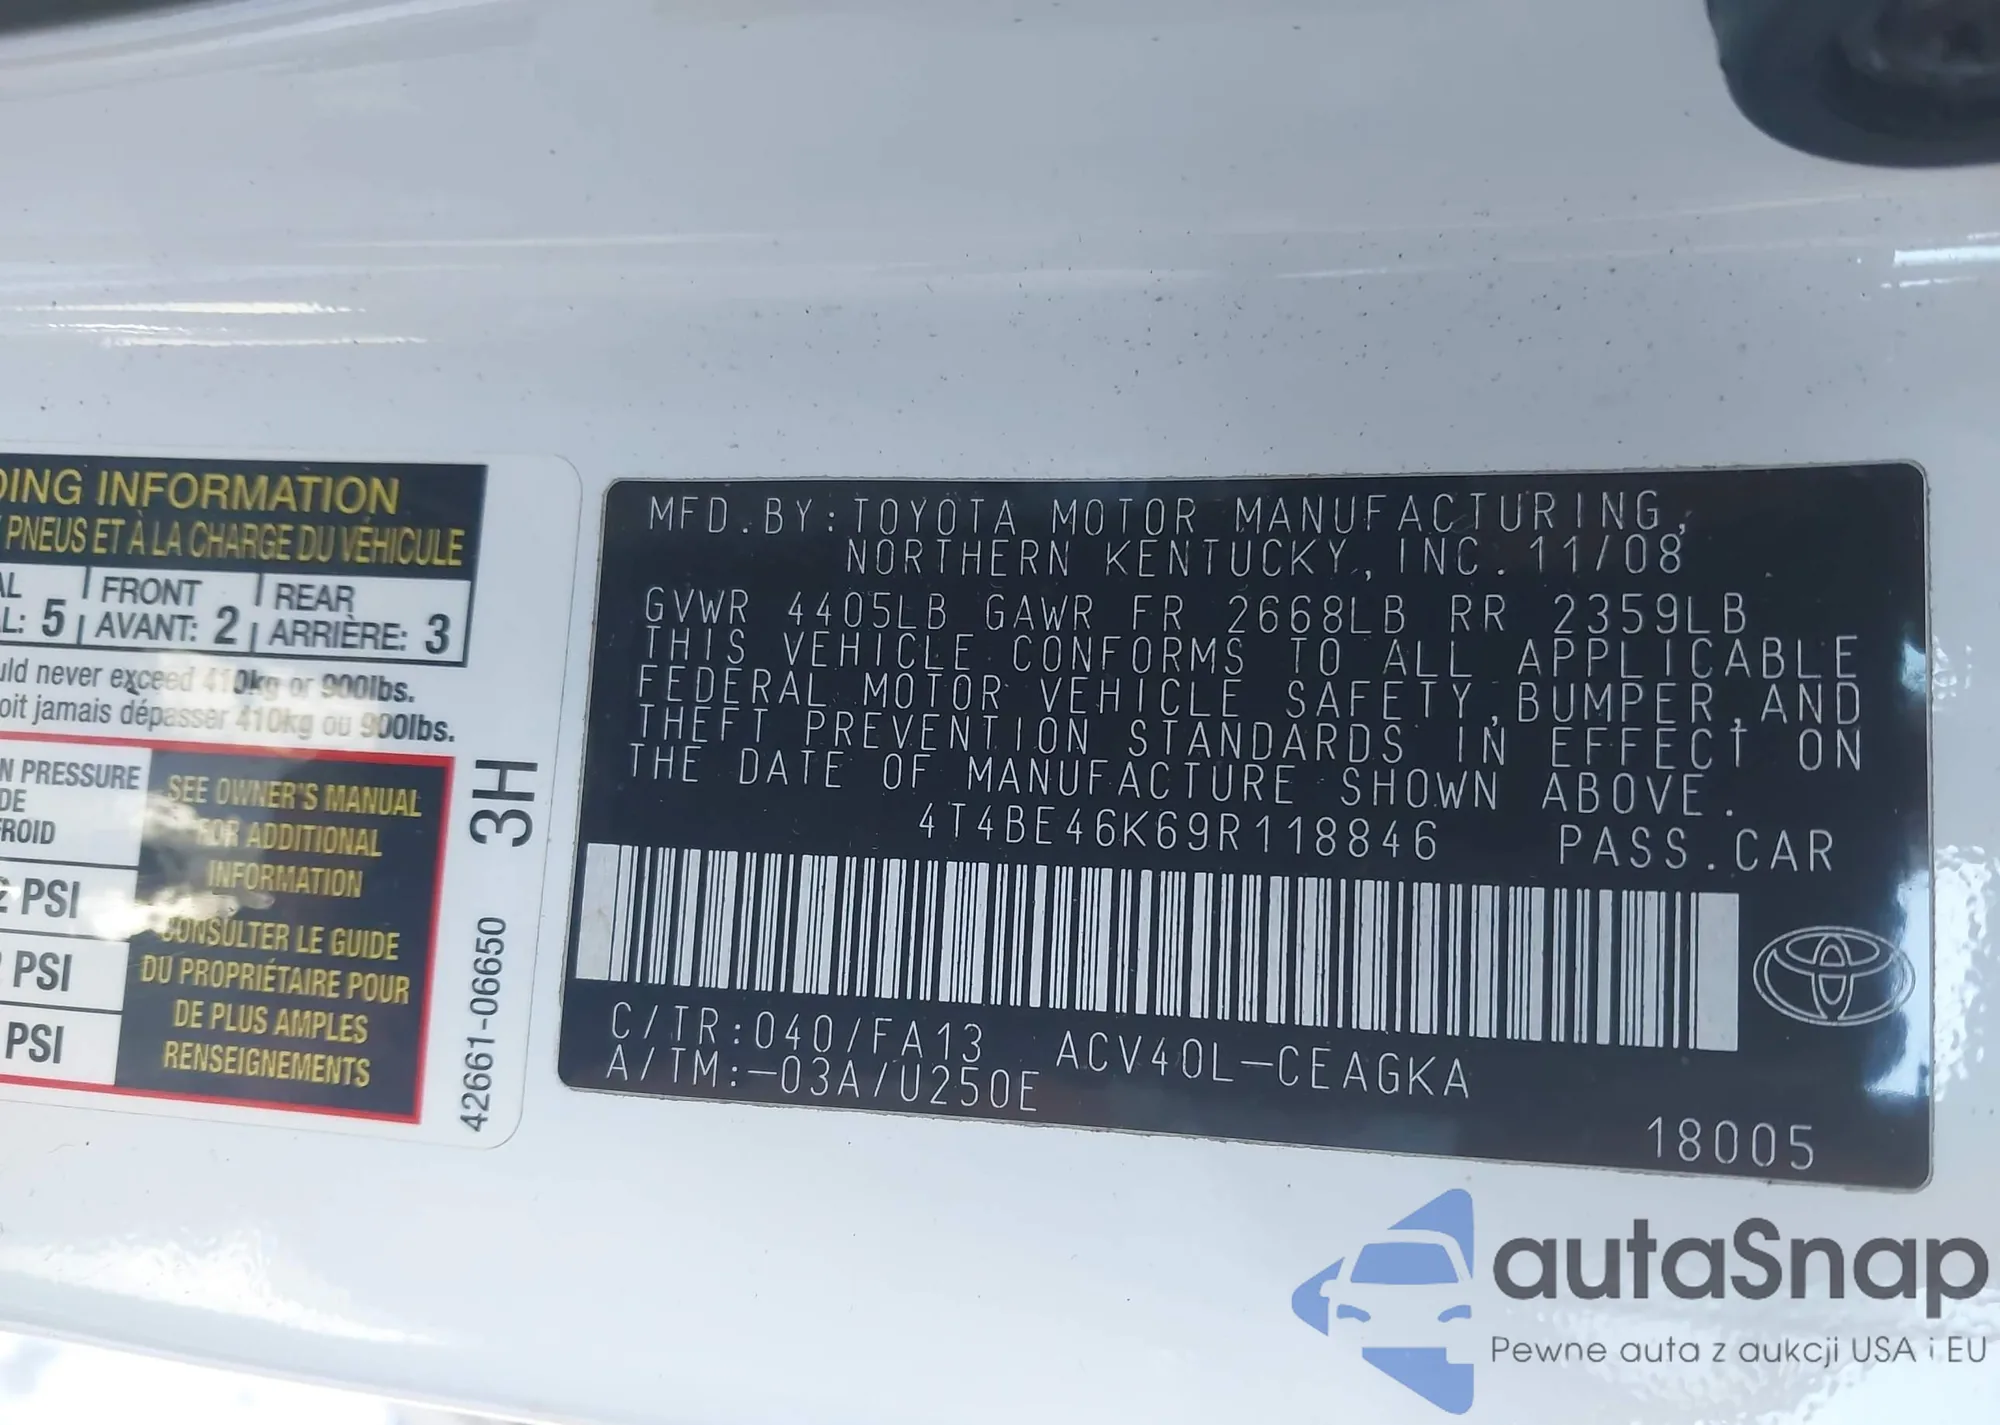 DING INFORMATION
PNEUS ET À LA CHARGE DU VÉHICULE
FRONT
REAR
5
AVANT: 2
ARRIÈRE: 3
never exceed 410kg or 900lbs.
jamais dépasser 410kg ou 900lbs.
PRESSURE
DE
ROID
PSI
PSI
PSI
SEE OWNER'S MANUAL
FOR ADDITIONAL
INFORMATION
CONSULTER LE GUIDE
DU PROPRIÉTAIRE POUR
DE PLUS AMPLES
RENSEIGNEMENTS
42661-06650 3H
MFD.BY:TOYOTA MOTOR MANUFACTURING,
NORTHERN KENTUCKY,INC. 11/08
GVWR 4405LB GAWR FR 2668LB RR 2359LB
THIS VEHICLE CONFORMS TO ALL APPLICABLE
FEDERAL MOTOR VEHICLE SAFETY,BUMPER,AND
THEFT PREVENTION STANDARDS IN EFFECT ON
THE DATE OF MANUFACTURE SHOWN ABOVE.
4T4BE46K69R118846 PASS.CAR
C/TR:040/FA13 ACV40L-CEAGKA
A/TM:-03A/U250E
18005
autaSnap
Pewne auta z aukcji USA i EU